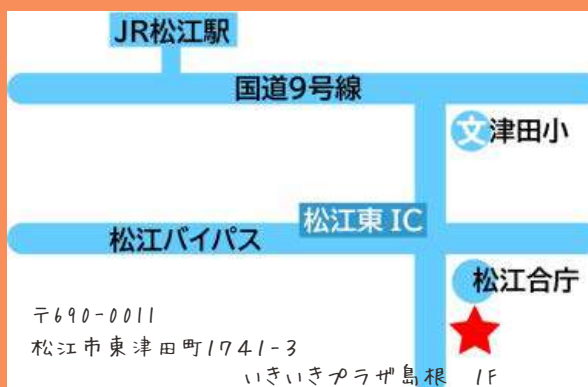 JR松江駅
国道9号線
文 津田小
松江東 IC
松江バイパス
松江合庁
〒690-0011
松江市東津田町1741-3
いきいきプラザ島根 1F